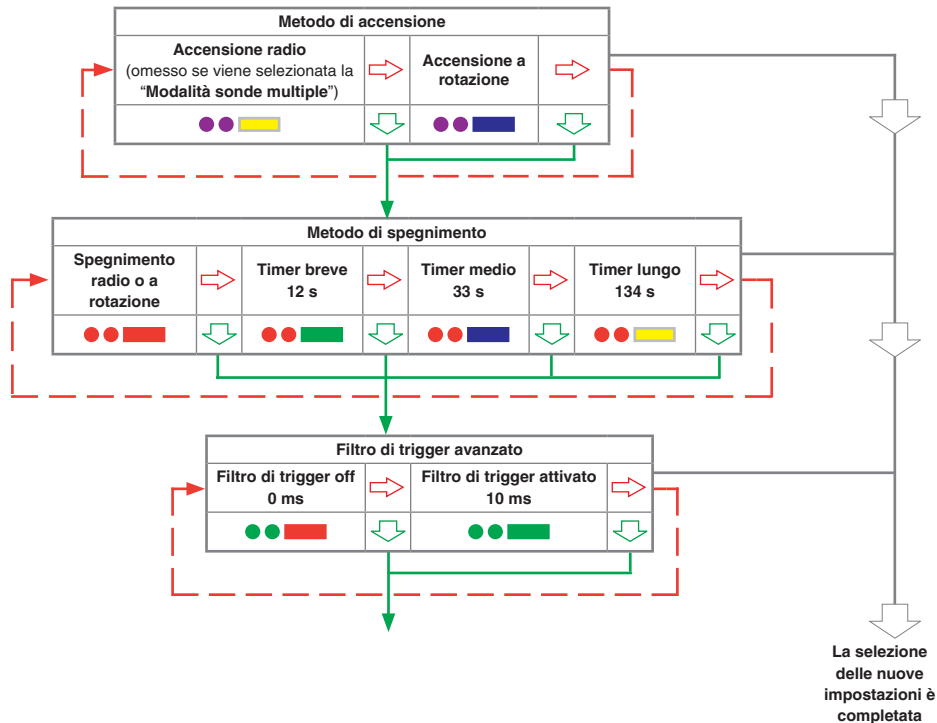 Metodo di accensione
Accensione radio
(omesso se viene selezionata la
“Modalità sonde multiple”)
Accensione a
rotazione
Metodo di spegnimento
Spegnimento
radio o a
rotazione
Timer breve
12 s
Timer medio
33 s
Timer lungo
134 s
Filtro di trigger avanzato
Filtro di trigger off
0 ms
Filtro di trigger attivato
10 ms
La selezione
delle nuove
impostazioni è
completata